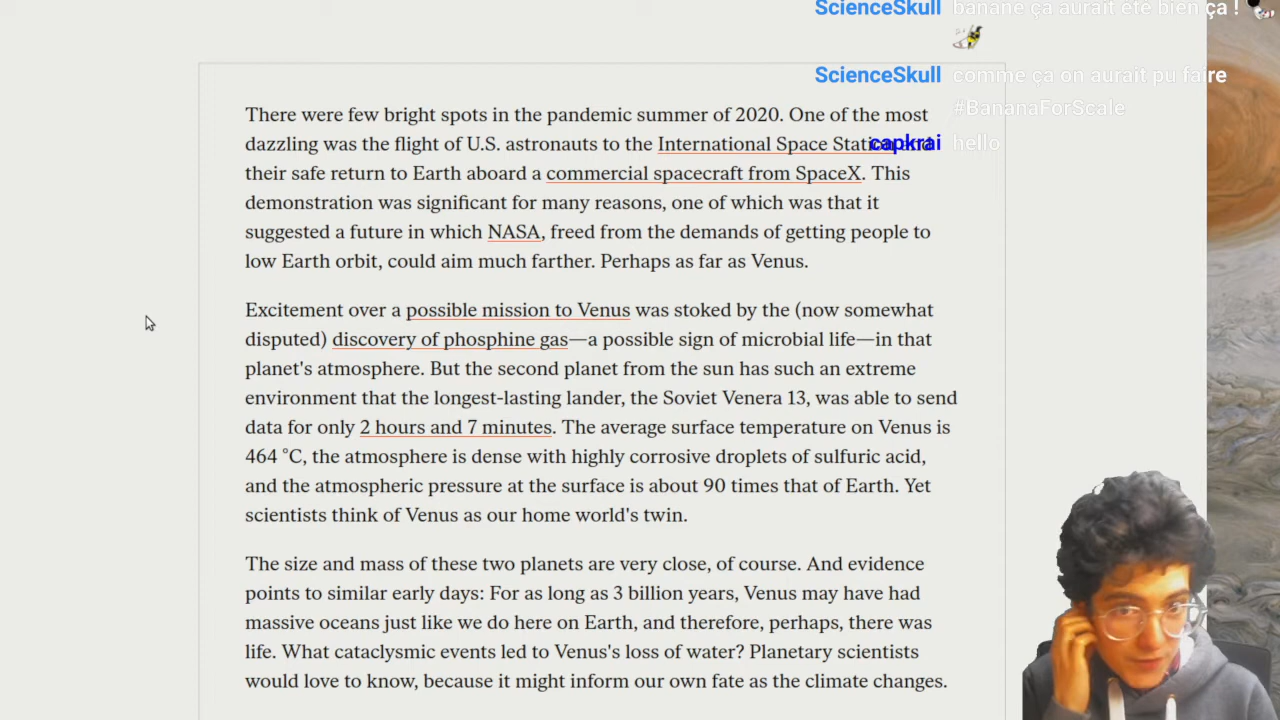 ScienceSkull banane ça aurait été bien ça !
ScienceSkull comme ça on aurait pu faire
#BananaForScale
capkrai hello
There were few bright spots in the pandemic summer of 2020. One of the most
dazzling was the flight of U.S. astronauts to the International Space Station and
their safe return to Earth aboard a commercial spacecraft from SpaceX. This
demonstration was significant for many reasons, one of which was that it
suggested a future in which NASA, freed from the demands of getting people to
low Earth orbit, could aim much farther. Perhaps as far as Venus.
Excitement over a possible mission to Venus was stoked by the (now somewhat
disputed) discovery of phosphine gas—a possible sign of microbial life—in that
planet's atmosphere. But the second planet from the sun has such an extreme
environment that the longest-lasting lander, the Soviet Venera 13, was able to send
data for only 2 hours and 7 minutes. The average surface temperature on Venus is
464 °C, the atmosphere is dense with highly corrosive droplets of sulfuric acid,
and the atmospheric pressure at the surface is about 90 times that of Earth. Yet
scientists think of Venus as our home world's twin.
The size and mass of these two planets are very close, of course. And evidence
points to similar early days: For as long as 3 billion years, Venus may have had
massive oceans just like we do here on Earth, and therefore, perhaps, there was
life. What cataclysmic events led to Venus's loss of water? Planetary scientists
would love to know, because it might inform our own fate as the climate changes.